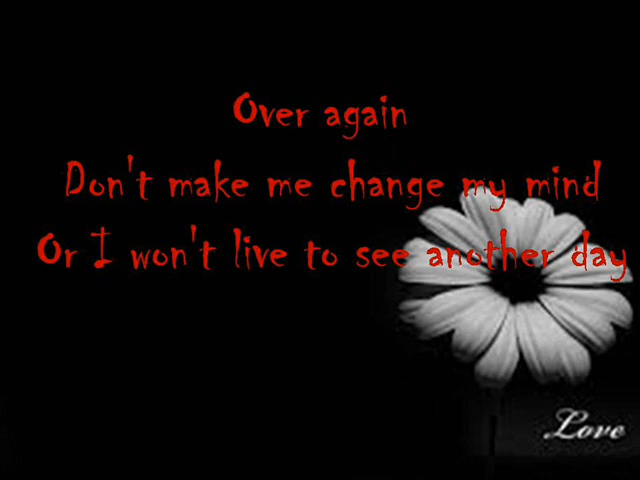 Over again
Don't make me change my mind
Or I won't live to see another day
Love